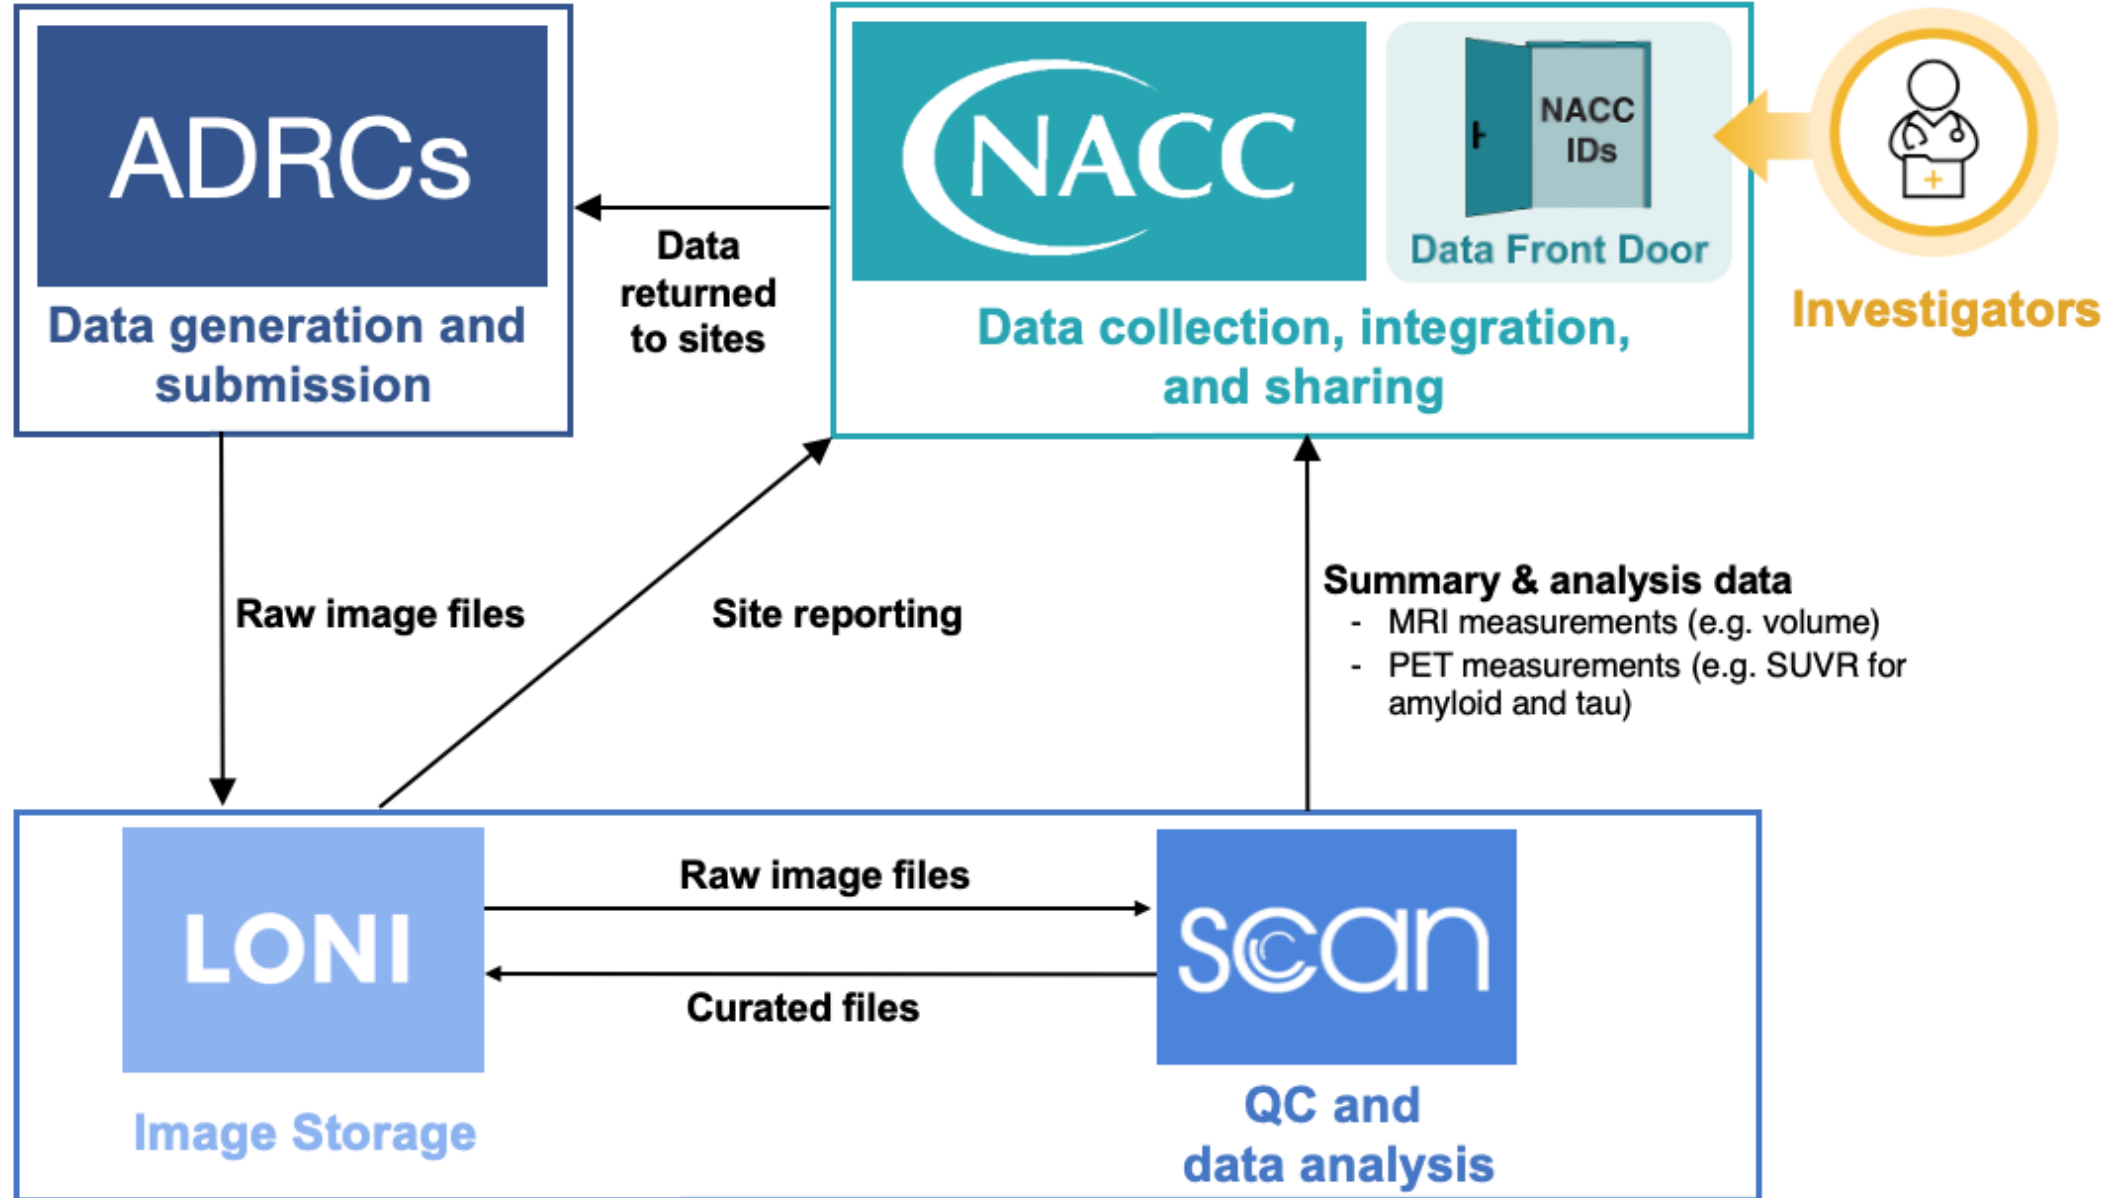 ADRCs
Data generation and
submission
Data
returned
to sites
NACC
NACC
IDs
Data Front Door
Data collection, integration,
and sharing
Investigators
Raw image files
Site reporting
Summary & analysis data
- MRI measurements (e.g. volume)
- PET measurements (e.g. SUVR for
amyloid and tau)
LONI
Image Storage
Raw image files
Curated files
scan
QC and
data analysis